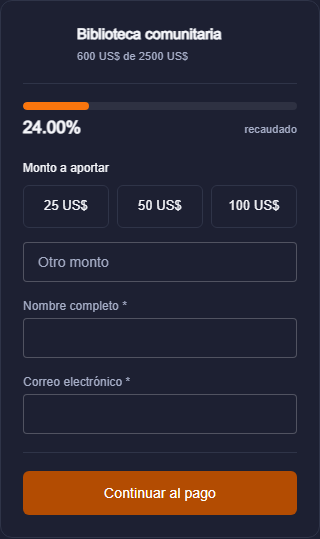 Biblioteca comunitaria
600 US$ de 2500 US$
24.00%
recaudado
Monto a aportar
25 US$
50 US$
100 US$
Otro monto
Nombre completo *
Correo electrónico *
Continuar al pago